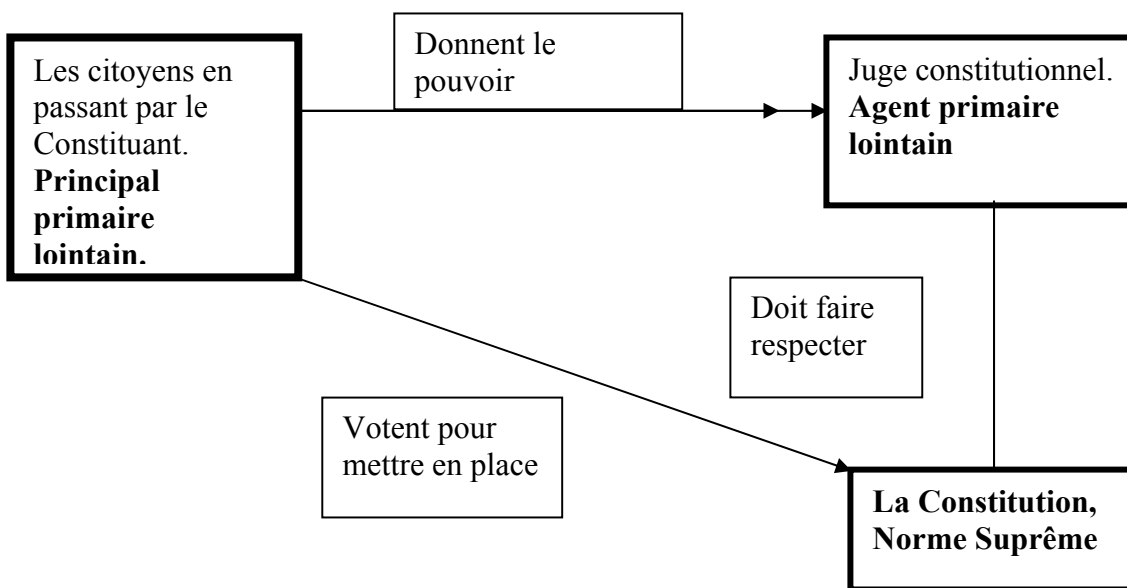 Les citoyens en
passant par le
Constituant.
Principal
primaire
lointain.
Donnent le
pouvoir
Juge constitutionnel.
Agent primaire
lointain
Doit faire
respecter
Votent pour
mettre en place
La Constitution,
Norme Suprême